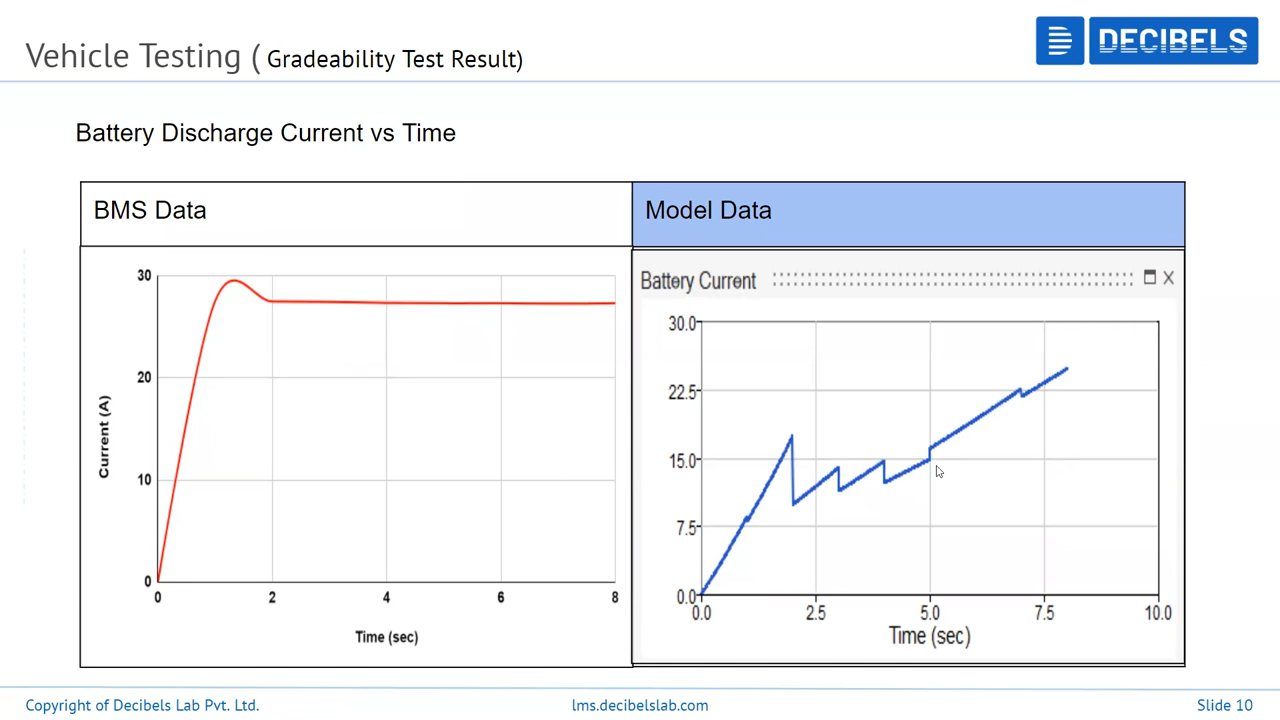 Vehicle Testing ( Gradeability Test Result)
DECIBELS
Battery Discharge Current vs Time
BMS Data
Model Data
30
20
10
0
Current (A)
0 2 4 6 8
Time (sec)
Battery Current
30.0
22.5
15.0
7.5
0.0
0.0 2.5 5.0 7.5 10.0
Time (sec)
Copyright of Decibels Lab Pvt. Ltd.
lms.decibelslab.com
Slide 10